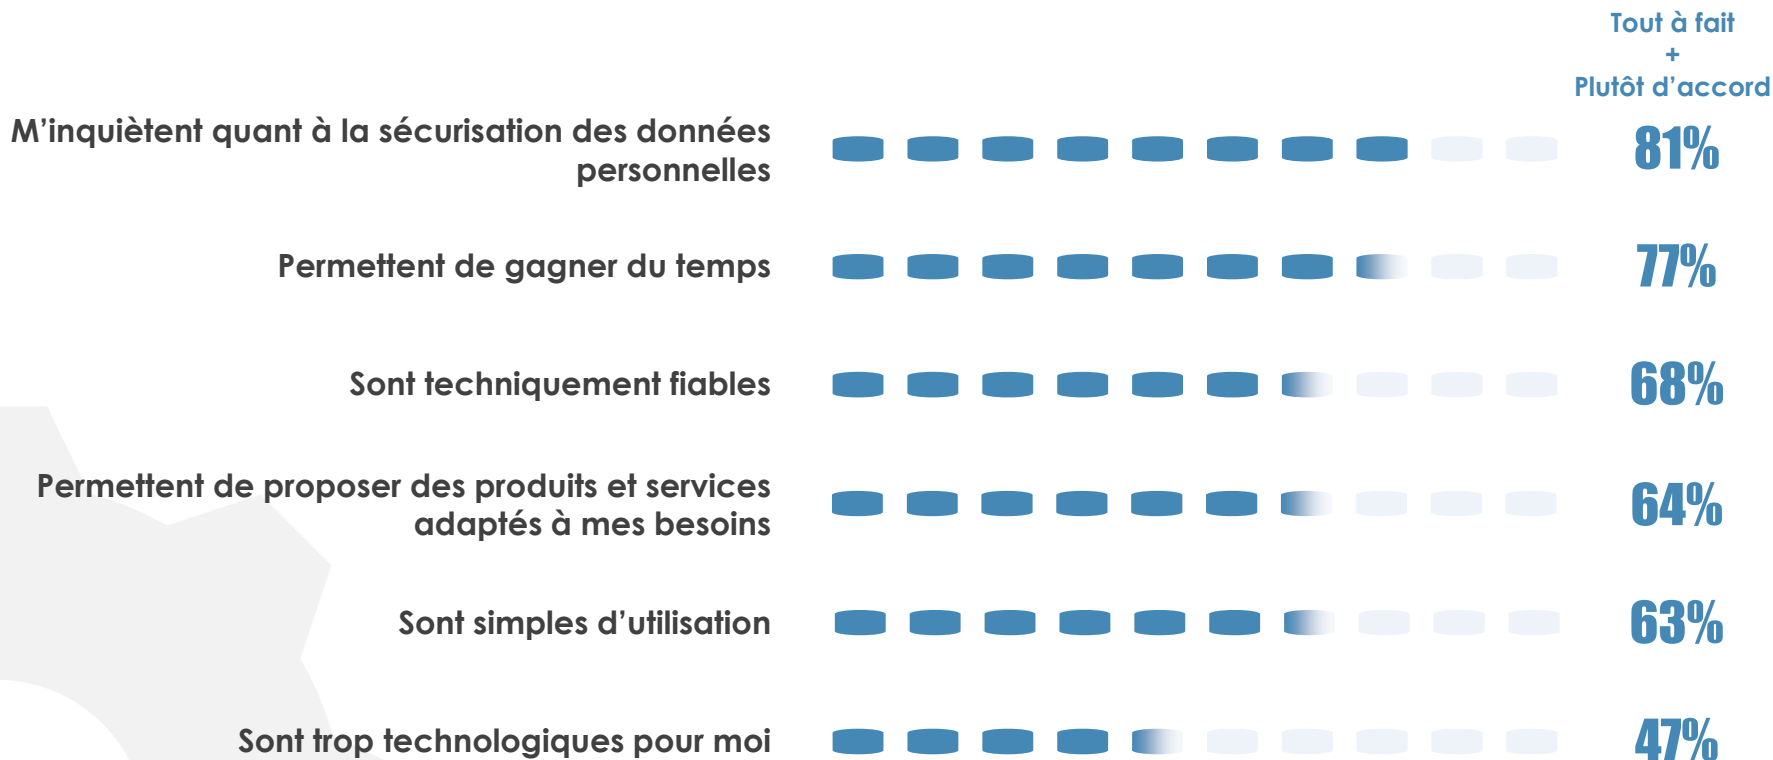 Tout à fait
+
Plutôt d’accord
M’inquiètent quant à la sécurisation des données
personnelles
81%
Permettent de gagner du temps
77%
Sont techniquement fiables
68%
Permettent de proposer des produits et services
adaptés à mes besoins
64%
Sont simples d’utilisation
63%
Sont trop technologiques pour moi
47%